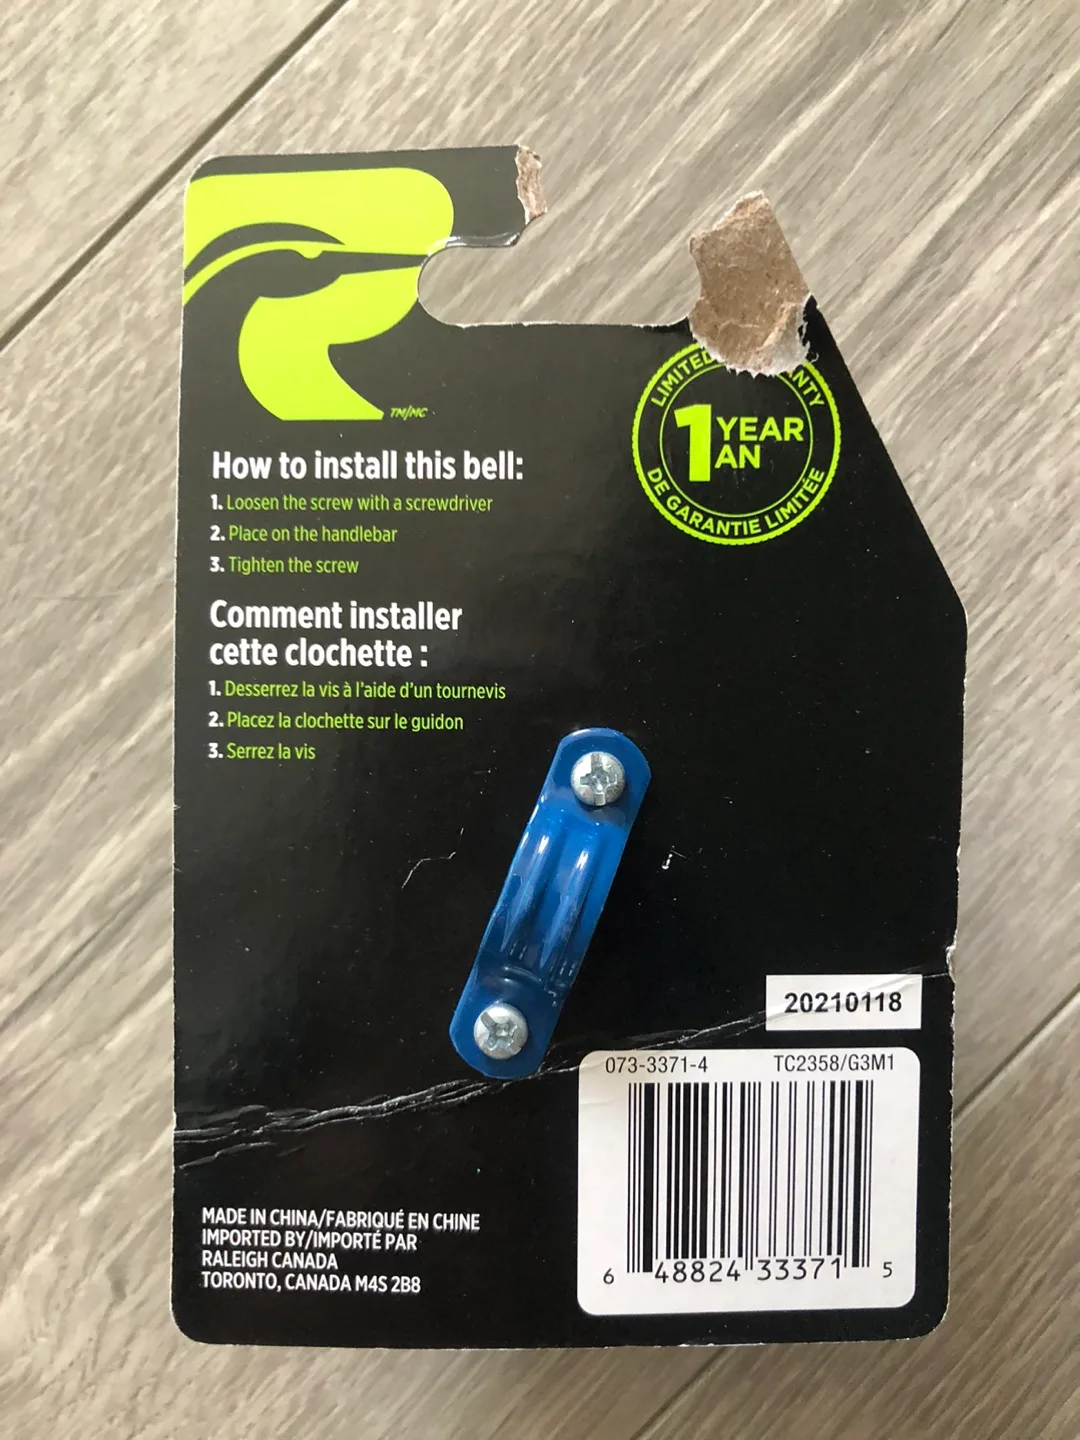 TM/MC
How to install this bell:
1. Loosen the screw with a screwdriver
2. Place on the handlebar
3. Tighten the screw
Comment installer
cette clochette :
1. Desserrez la vis à l'aide d'un tournevis
2. Placez la clochette sur le guidon
3. Serrez la vis
LIMITED
1 YEAR
AN
DE GARANTIE LIMITÉE
20210118
073-3371-4 TC2358/G3M1
6 48824 33371 5
MADE IN CHINA/FABRIQUÉ EN CHINE
IMPORTED BY/IMPORTÉ PAR
RALEIGH CANADA
TORONTO, CANADA M4S 2B8